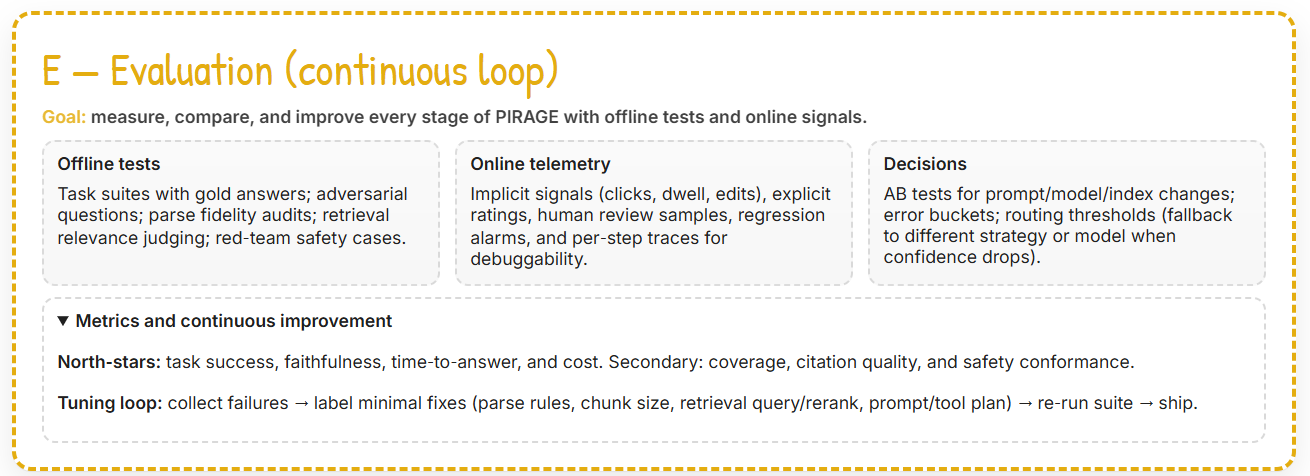 E — Evaluation (continuous loop)
Goal: measure, compare, and improve every stage of PIRAGE with offline tests and online signals.
Offline tests
Task suites with gold answers; adversarial
questions; parse fidelity audits; retrieval
relevance judging; red-team safety cases.
Online telemetry
Implicit signals (clicks, dwell, edits), explicit
ratings, human review samples, regression
alarms, and per-step traces for
debuggability.
Decisions
AB tests for prompt/model/index changes;
error buckets; routing thresholds (fallback
to different strategy or model when
confidence drops).
▼ Metrics and continuous improvement
North-stars: task success, faithfulness, time-to-answer, and cost. Secondary: coverage, citation quality, and safety conformance.
Tuning loop: collect failures → label minimal fixes (parse rules, chunk size, retrieval query/rerank, prompt/tool plan) → re-run suite → ship.